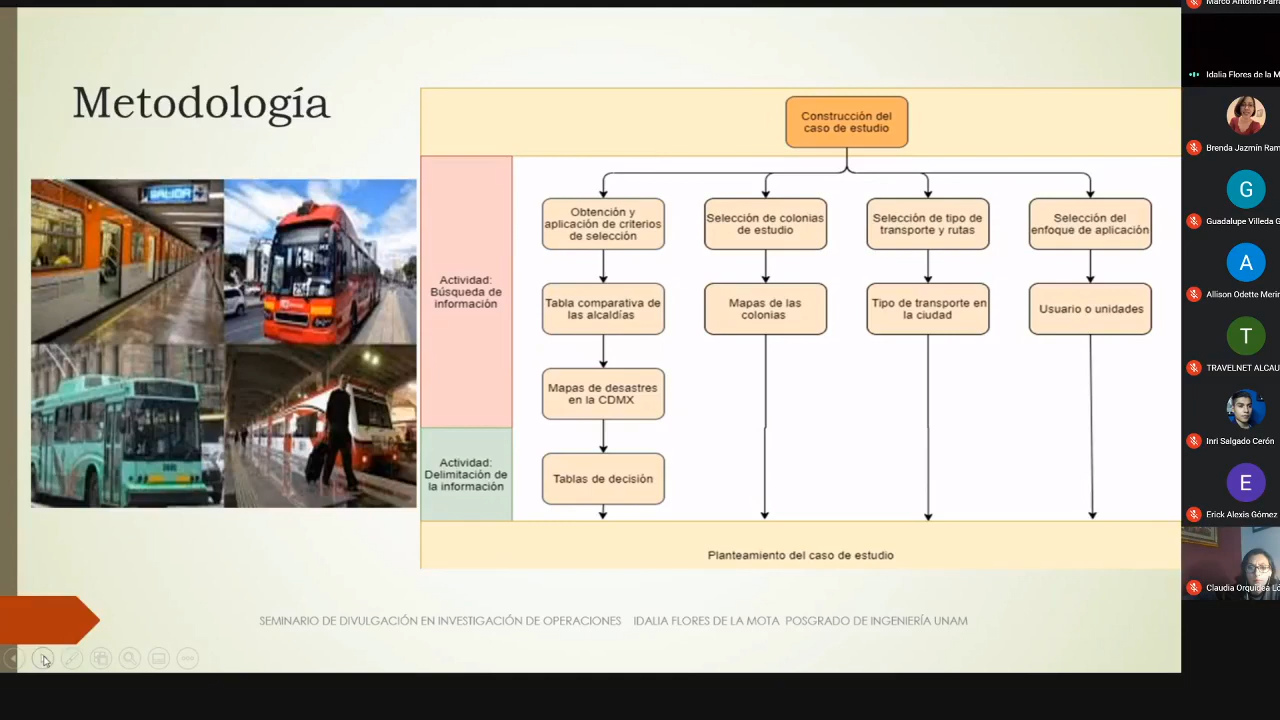 Metodología
SALIDA
Construcción del
caso de estudio
Actividad:
Búsqueda de
información
Obtención y
aplicación de criterios
de selección
Selección de colonias
de estudio
Selección de tipo de
transporte y rutas
Selección del
enfoque de aplicación
Tabla comparativa de
las alcaldías
Mapas de las
colonias
Tipo de transporte en
la ciudad
Usuario o unidades
Mapas de desastres
en la CDMX
Actividad:
Delimitación de
la información
Tablas de decisión
Planteamiento del caso de estudio
SEMINARIO DE DIVULGACIÓN EN INVESTIGACIÓN DE OPERACIONES IDALIA FLORES DE LA MOTA POSGRADO DE INGENIERÍA UNAM
Marco Antonio
Idalia Flores de la M
Brenda Jazmín Ram
G
Guadalupe Villeda G
A
Allison Odette Merin
T
TRAVELNET ALCAU
Inri Salgado Cerón
E
Erick Alexis Gómez
Claudia Orquidea Ló